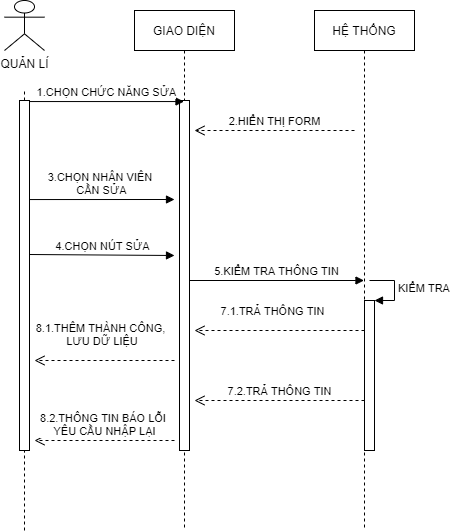 GIAO DIỆN
HỆ THỐNG
QUẢN LÍ
1.CHỌN CHỨC NĂNG SỬA
2.HIỂN THỊ FORM
3.CHỌN NHÂN VIÊN
CẦN SỬA
4.CHỌN NÚT SỬA
5.KIỂM TRA THÔNG TIN
KIỂM TRA
7.1.TRẢ THÔNG TIN
8.1.THÊM THÀNH CÔNG,
LƯU DỮ LIỆU
7.2.TRẢ THÔNG TIN
8.2.THÔNG TIN BÁO LỖI
YÊU CẦU NHẬP LẠI